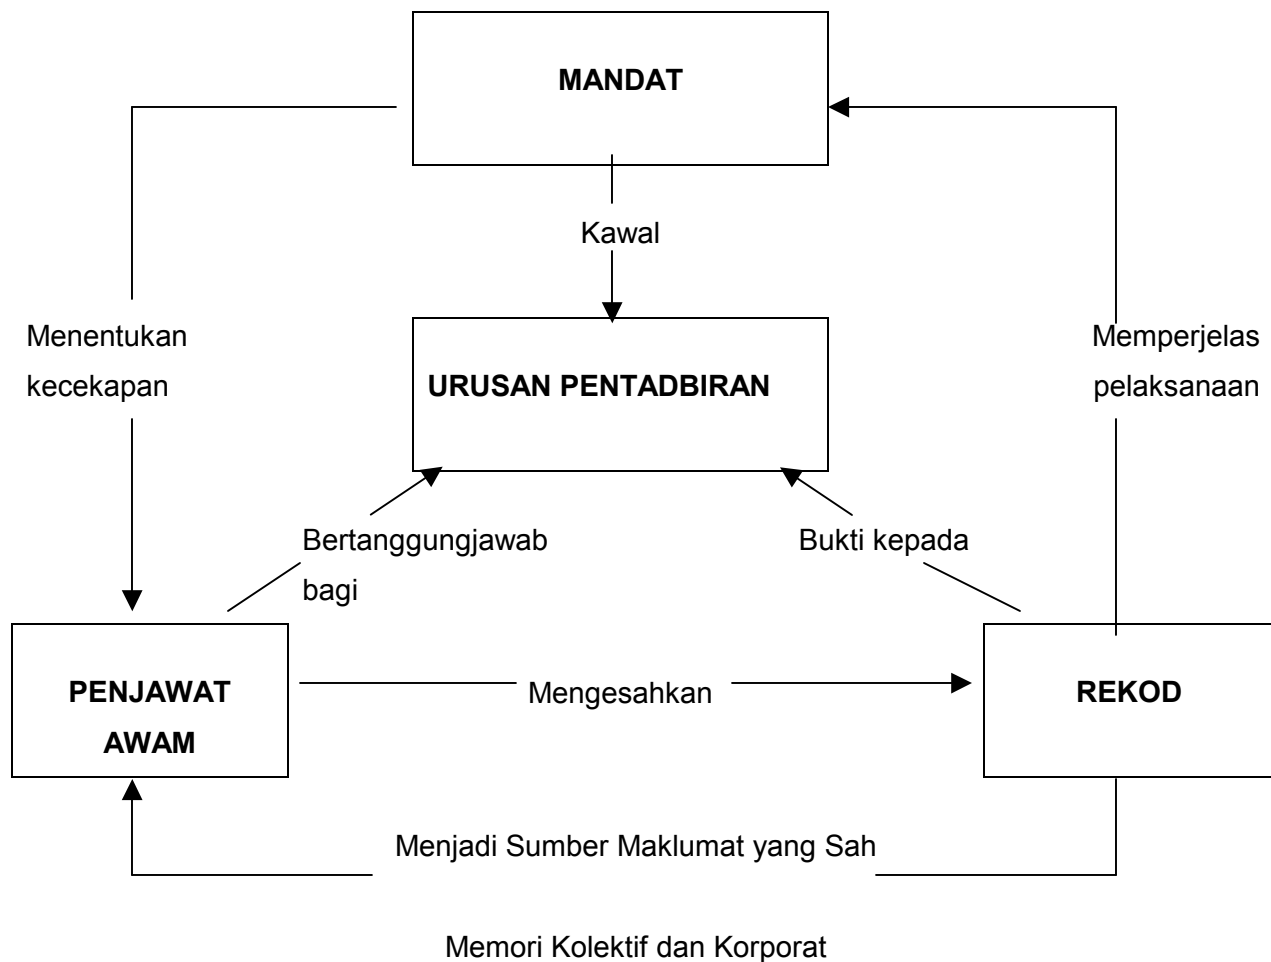 MANDAT
Kawal
Menentukan
kecekapan
Memperjelas
pelaksanaan
URUSAN PENTADBIRAN
Bertanggungjawab
bagi
Bukti kepada
PENJAWAT
AWAM
Mengesahkan
REKOD
Menjadi Sumber Maklumat yang Sah
Memori Kolektif dan Korporat